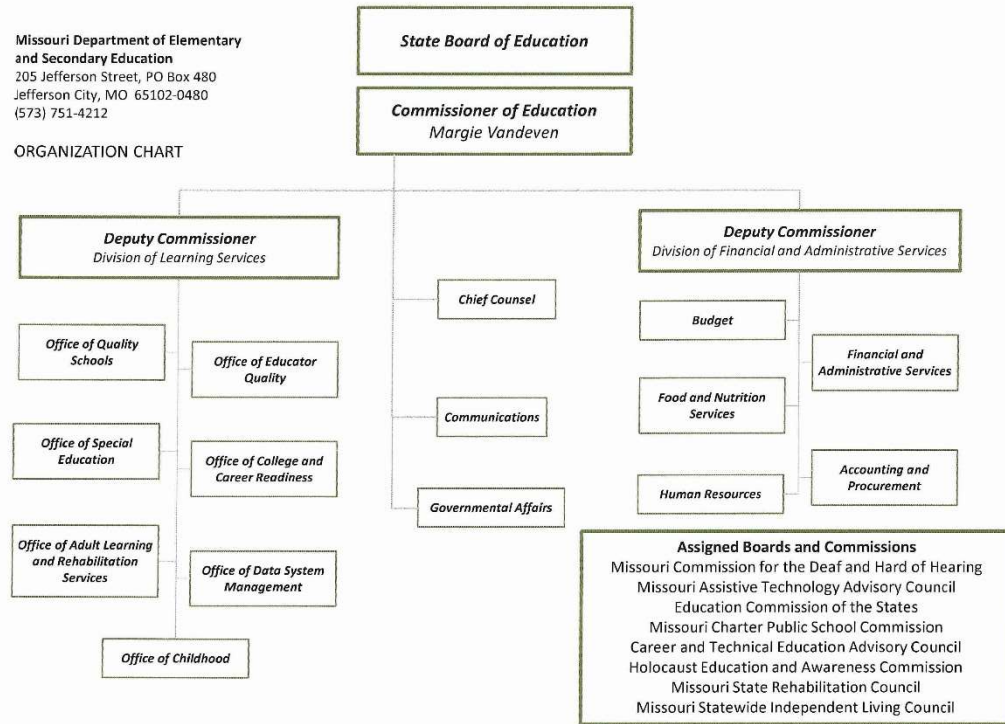 Missouri Department of Elementary
and Secondary Education
205 Jefferson Street, PO Box 480
Jefferson City, MO 65102-0480
(573) 751-4212
ORGANIZATION CHART
State Board of Education
Commissioner of Education
Margie Vandeven
Deputy Commissioner
Division of Learning Services
Office of Quality
Schools
Office of Educator
Quality
Office of Special
Education
Office of College and
Career Readiness
Office of Adult Learning
and Rehabilitation
Services
Office of Data System
Management
Office of Childhood
Chief Counsel
Communications
Governmental Affairs
Deputy Commissioner
Division of Financial and Administrative Services
Budget
Financial and
Administrative Services
Food and Nutrition
Services
Accounting and
Procurement
Human Resources
Assigned Boards and Commissions
Missouri Commission for the Deaf and Hard of Hearing
Missouri Assistive Technology Advisory Council
Education Commission of the States
Missouri Charter Public School Commission
Career and Technical Education Advisory Council
Holocaust Education and Awareness Commission
Missouri State Rehabilitation Council
Missouri Statewide Independent Living Council